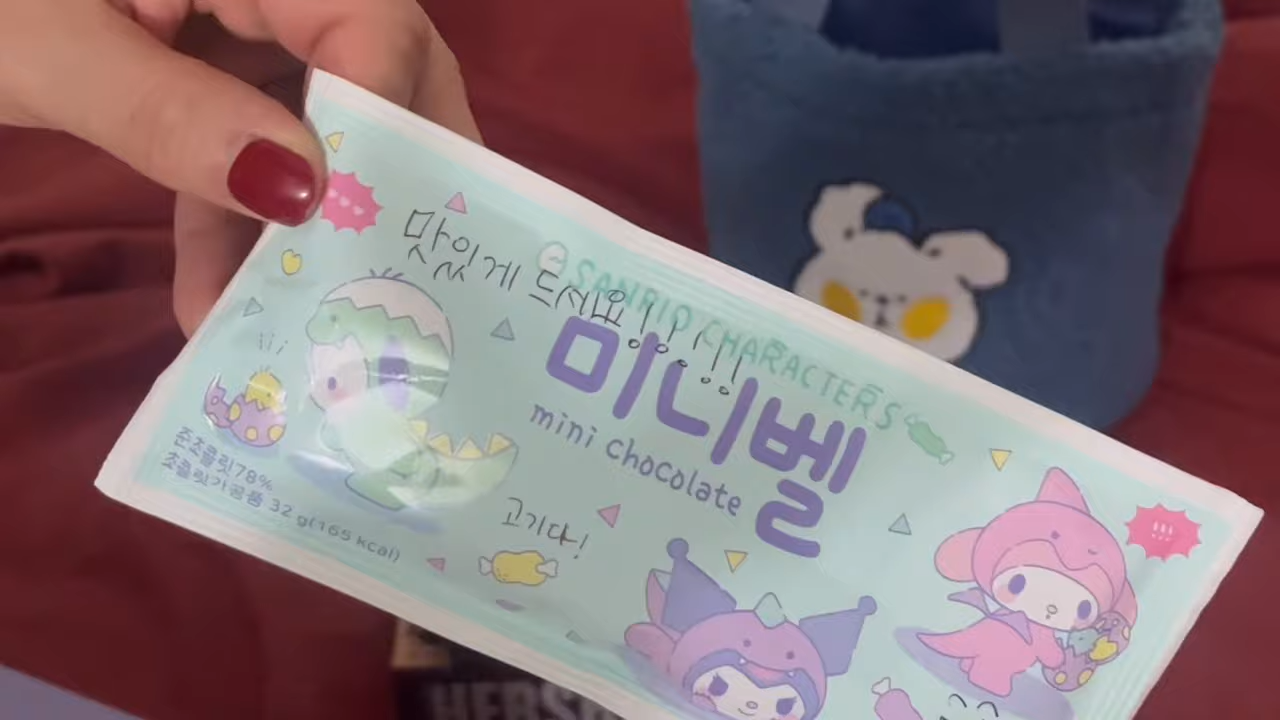 맛있게 드세요!!!!!
SANRIO CHARACTERS
미니벨
mini chocolate
준초콜릿78%
초콜릿가공품 32 g(165 kcal)
고기다!
HERSH